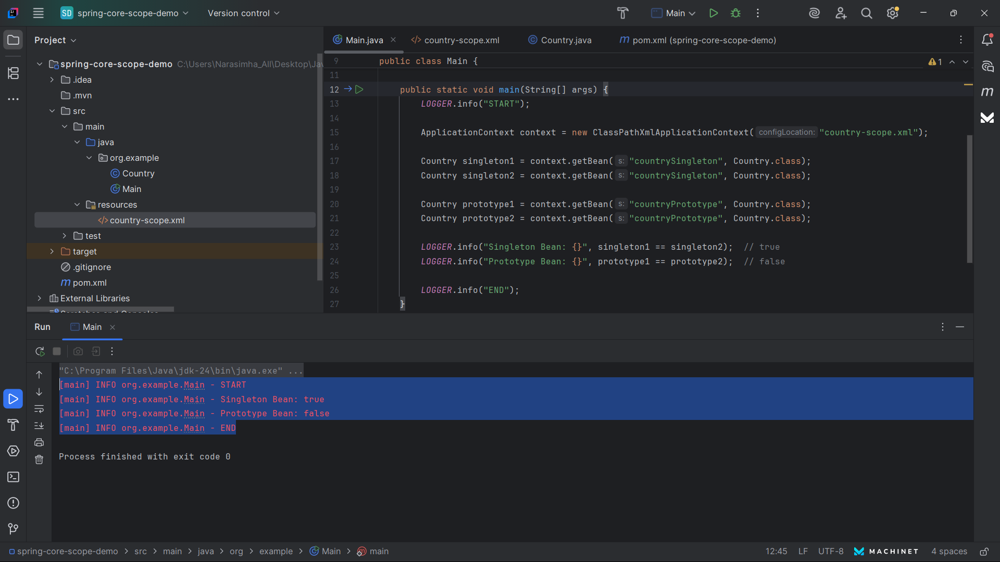 SD spring-core-scope-demo Version control Main
Project
spring-core-scope-demo C:\Users\Narasimha_All\Desktop\Jav
.idea
.mvn
src
main
java
org.example
Country
Main
resources
country-scope.xml
test
target
.gitignore
pom.xml
External Libraries
Scratches and Consoles
Main.java country-scope.xml Country.java pom.xml (spring-core-scope-demo)
9 public class Main { 1
11
12 public static void main(String[] args) {
13 LOGGER.info("START");
14
15 ApplicationContext context = new ClassPathXmlApplicationContext( configLocation: "country-scope.xml");
16
17 Country singleton1 = context.getBean( s: "countrySingleton", Country.class);
18 Country singleton2 = context.getBean( s: "countrySingleton", Country.class);
19
20 Country prototype1 = context.getBean( s: "countryPrototype", Country.class);
21 Country prototype2 = context.getBean( s: "countryPrototype", Country.class);
22
23 LOGGER.info("Singleton Bean: {}", singleton1 == singleton2); // true
24 LOGGER.info("Prototype Bean: {}", prototype1 == prototype2); // false
25
26 LOGGER.info("END");
27 }
Run Main
"C:\Program Files\Java\jdk-24\bin\java.exe" ...
[main] INFO org.example.Main - START
[main] INFO org.example.Main - Singleton Bean: true
[main] INFO org.example.Main - Prototype Bean: false
[main] INFO org.example.Main - END
Process finished with exit code 0
spring-core-scope-demo > src > main > java > org > example > Main > main 12:45 LF UTF-8 MACHINET 4 spaces